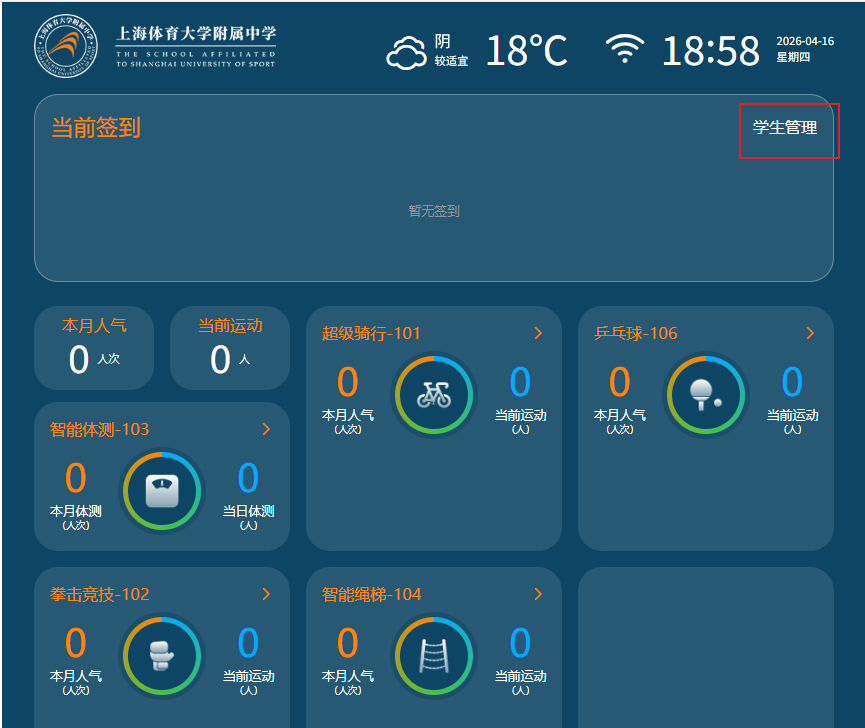 上海体育大学附属中学
THE SCHOOL AFFILIATED
TO SHANGHAI UNIVERSITY OF SPORT
阴
较适宜
18°C
18:58
2026-04-16
星期四
当前签到
学生管理
暂无签到
本月人气
0 人次
当前运动
0 人
超级骑行-101
0
本月人气
(人次)
0
当前运动
(人)
乒乓球-106
0
本月人气
(人次)
0
当前运动
(人)
智能体测-103
0
本月体测
(人次)
0
当日体测
(人)
拳击竞技-102
0
本月人气
(人次)
0
当前运动
(人)
智能绳梯-104
0
本月人气
(人次)
0
当前运动
(人)